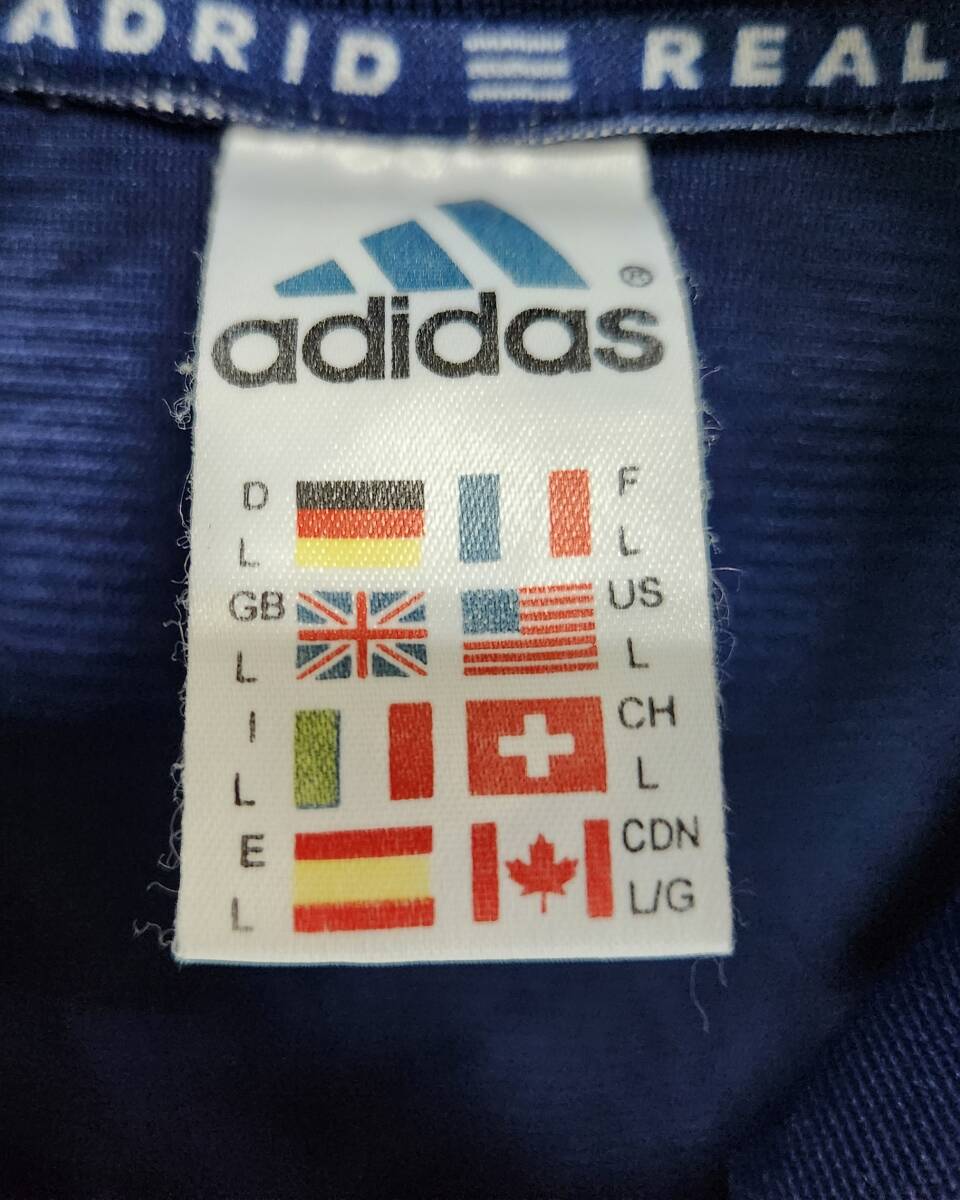 ADRID REAL
adidas®
D F
L L
GB US
L L
I CH
L L
E CDN
L L/G